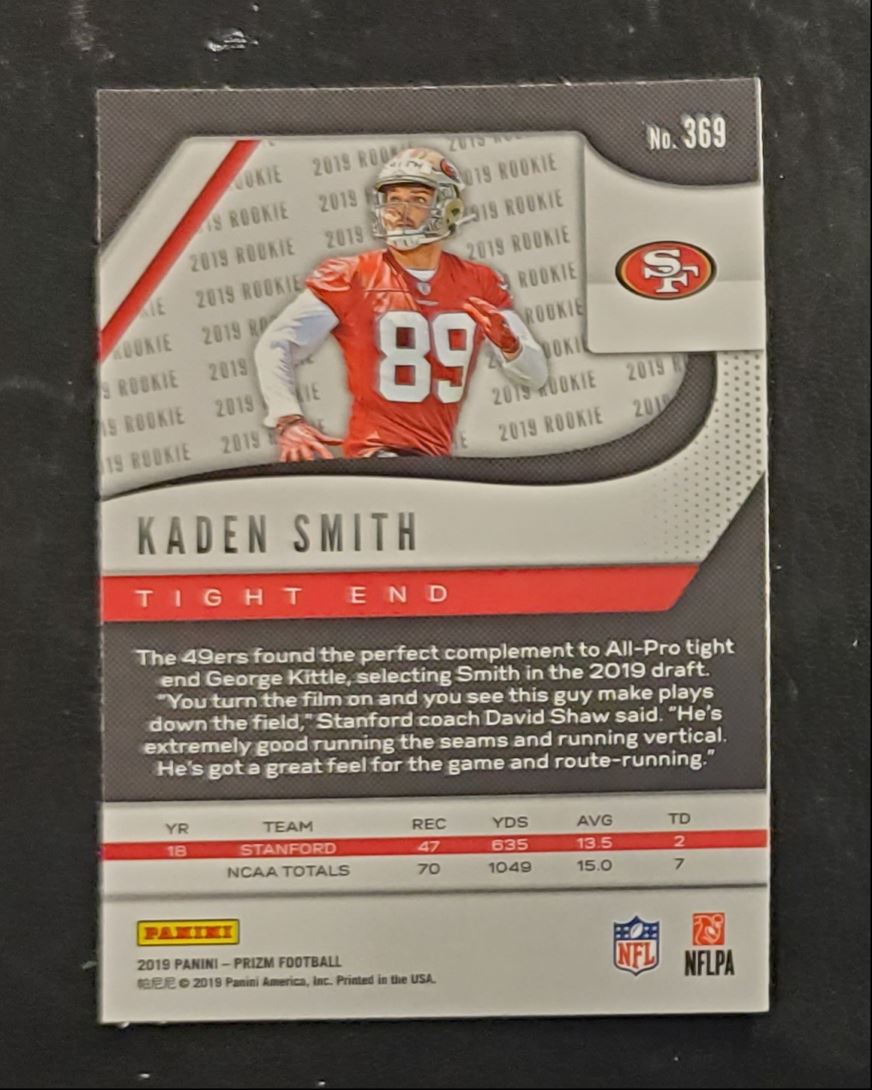 No. 369
2019 ROOKIE
SF
89
KADEN SMITH
TIGHT END
The 49ers found the perfect complement to All-Pro tight
end George Kittle, selecting Smith in the 2019 draft.
"You turn the film on and you see this guy make plays
down the field," Stanford coach David Shaw said. "He's
extremely good running the seams and running vertical.
He's got a great feel for the game and route-running."
YR TEAM REC YDS AVG TD
18 STANFORD 47 635 13.5 2
NCAA TOTALS 70 1049 15.0 7
PANINI
2019 PANINI – PRIZM FOOTBALL
帕尼尼 © 2019 Panini America, Inc. Printed in the USA.
NFL
NFLPA